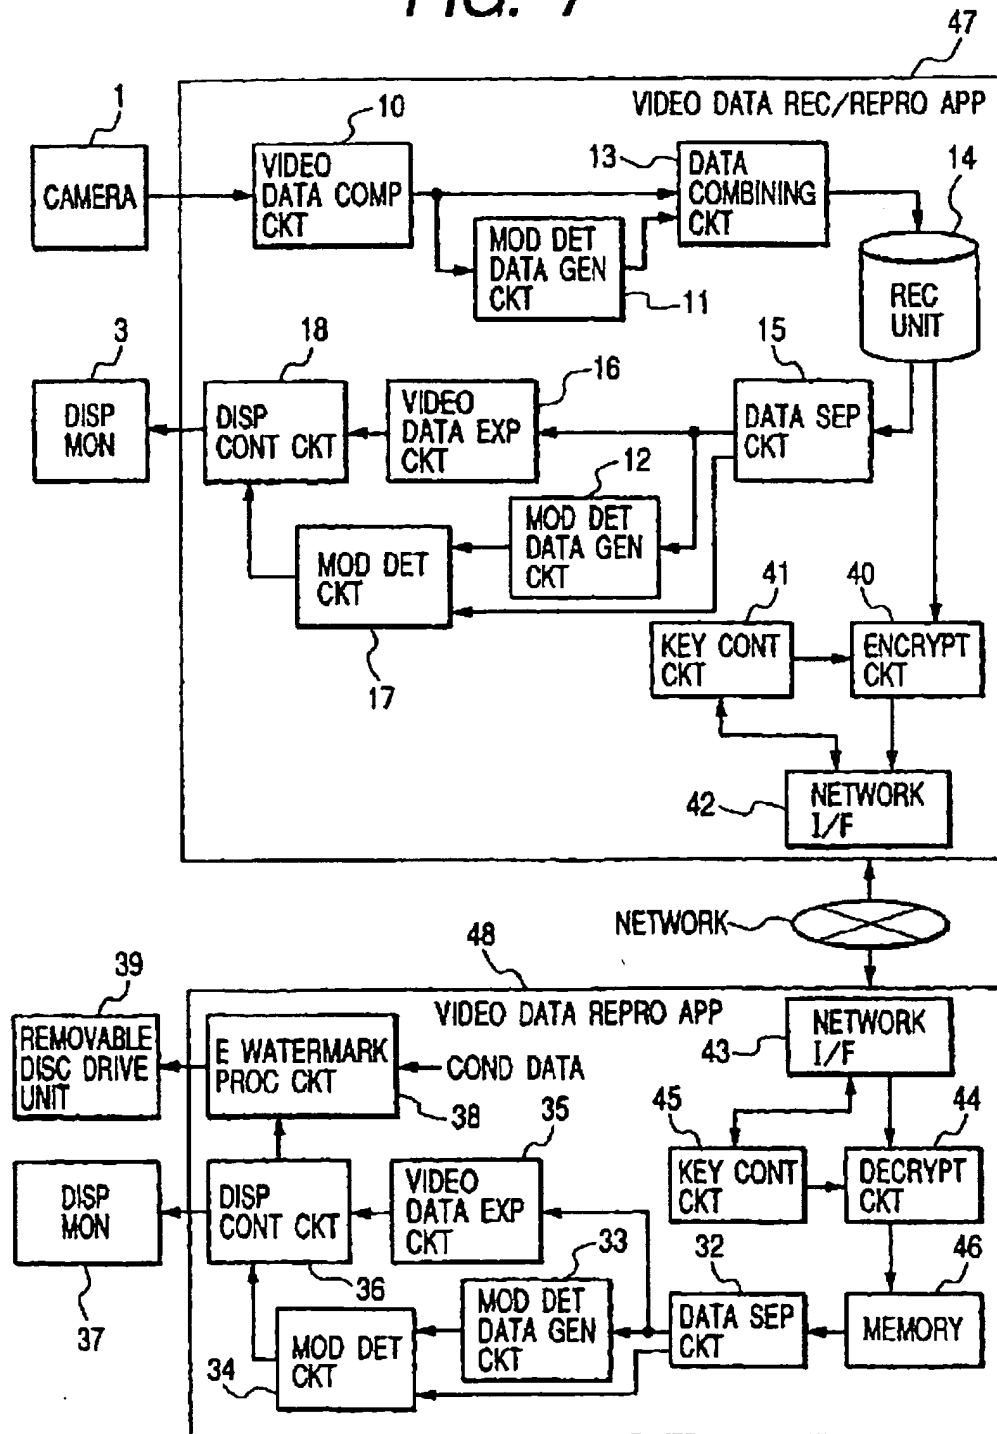 FIG. 7
47
VIDEO DATA REC/REPRO APP
1
CAMERA
10
VIDEO
DATA COMP
CKT
13
DATA
COMBINING
CKT
14
REC
UNIT
MOD DET
DATA GEN
CKT
11
3
DISP
MON
18
DISP
CONT CKT
16
VIDEO
DATA EXP
CKT
15
DATA SEP
CKT
12
MOD DET
DATA GEN
CKT
MOD DET
CKT
17
41
KEY CONT
CKT
40
ENCRYPT
CKT
42
NETWORK
I/F
NETWORK
48
VIDEO DATA REPRO APP
39
REMOVABLE
DISC DRIVE
UNIT
E WATERMARK
PROC CKT
38
COND DATA
43
NETWORK
I/F
45
KEY CONT
CKT
44
DECRYPT
CKT
DISP
MON
37
DISP
CONT CKT
36
35
VIDEO
DATA EXP
CKT
33
MOD DET
DATA GEN
CKT
32
DATA SEP
CKT
46
MEMORY
34
MOD DET
CKT